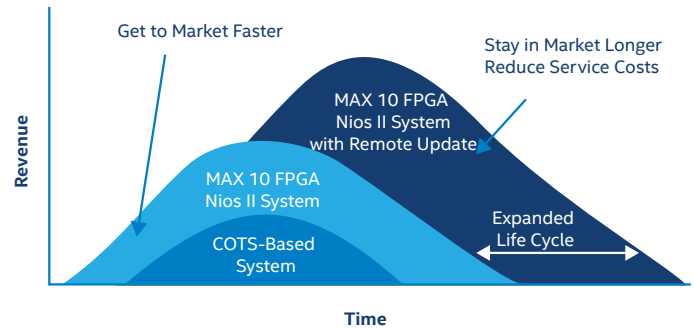 Get to Market Faster
Stay in Market Longer
Reduce Service Costs
MAX 10 FPGA
Nios II System
with Remote Update
MAX 10 FPGA
Nios II System
COTS-Based
System
Expanded
Life Cycle
Revenue
Time